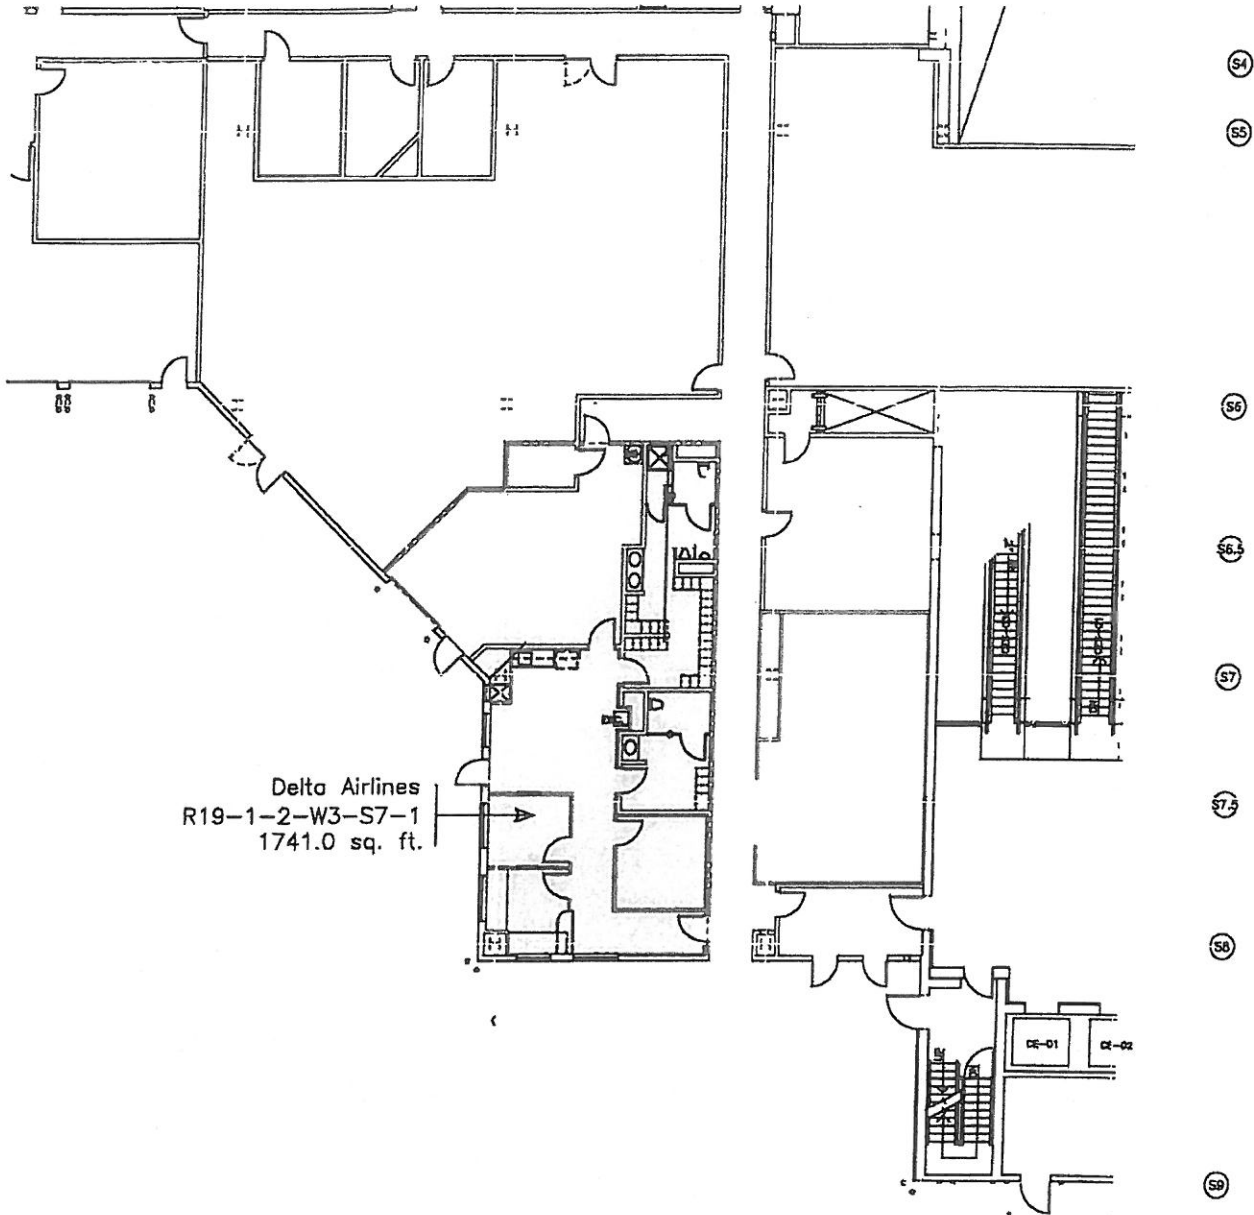 S4
S5
S6
S6.5
S7
Delta Airlines
R19-1-2-W3-S7-1
1741.0 sq. ft.
S7.5
S8
CE-01
CE-02
UP
S9